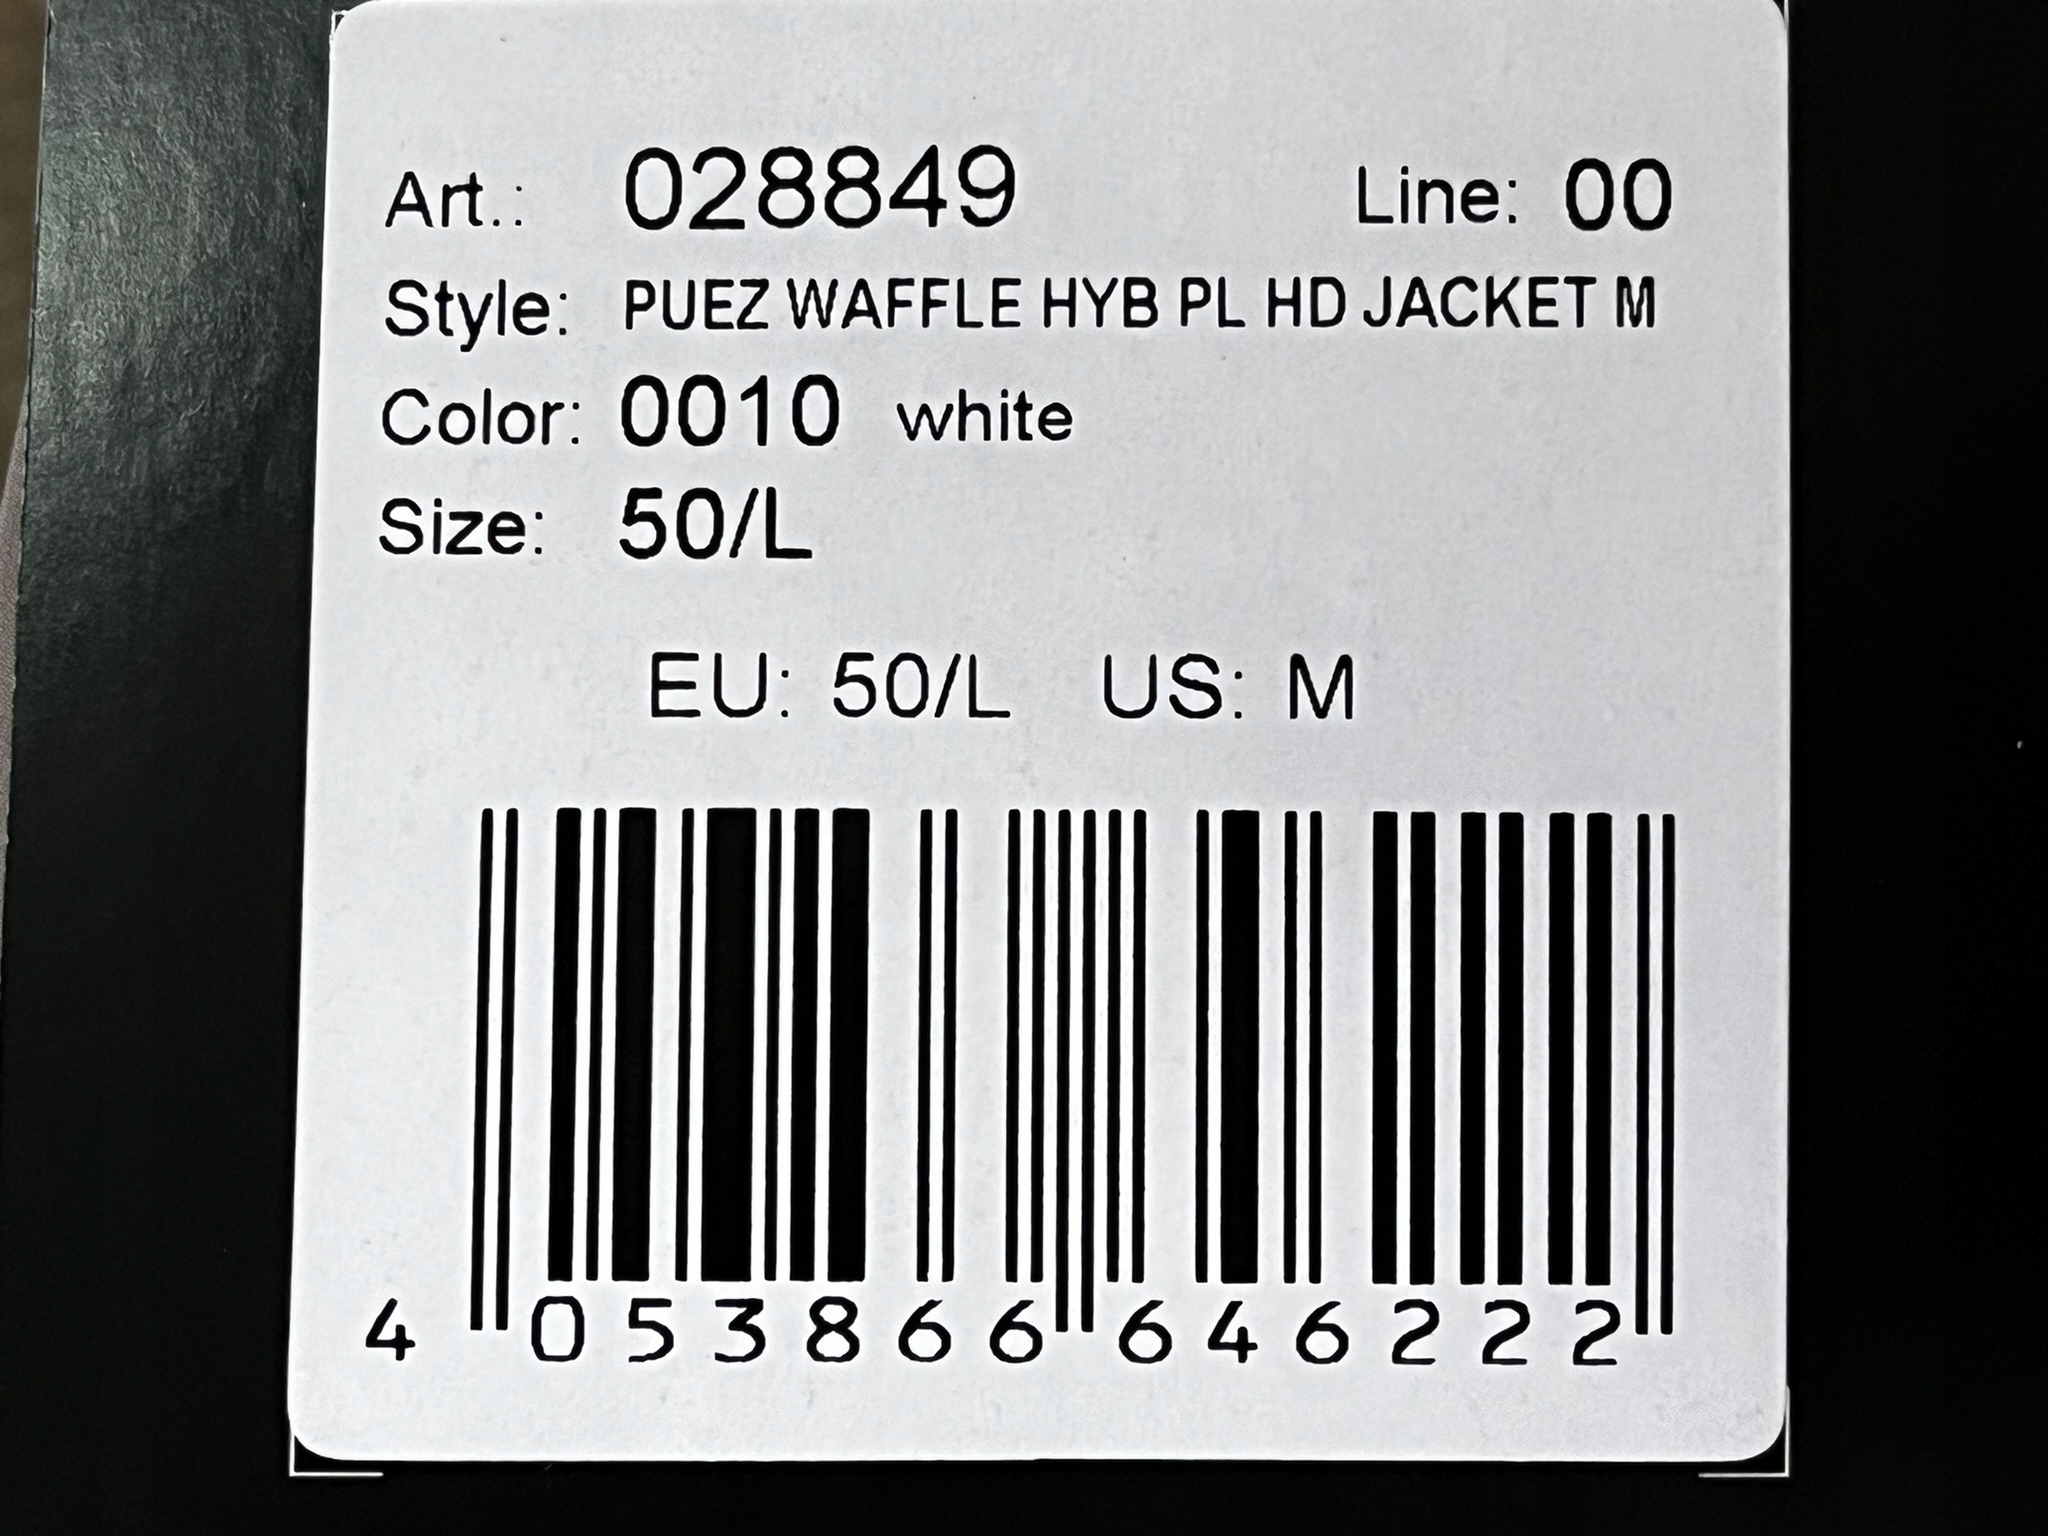 Art.: 028849 Line: 00
Style: PUEZ WAFFLE HYB PL HD JACKET M
Color: 0010 white
Size: 50/L
EU: 50/L US: M
4 053866 646222